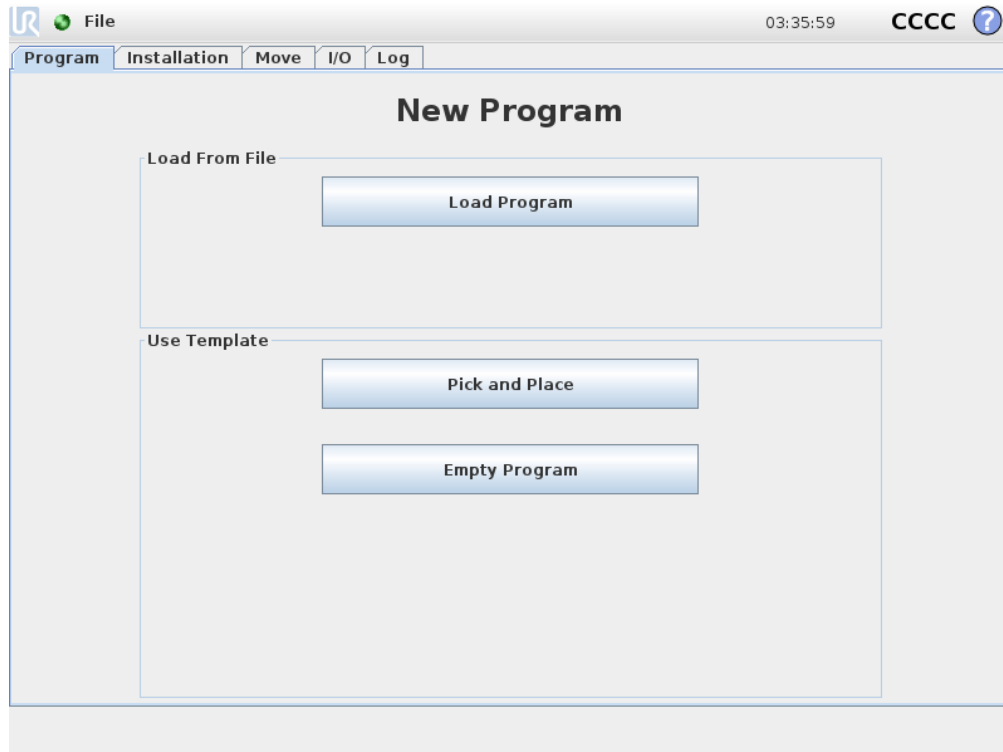 UR File 03:35:59 CCCC ?
Program Installation Move I/O Log
New Program
Load From File
Load Program
Use Template
Pick and Place
Empty Program